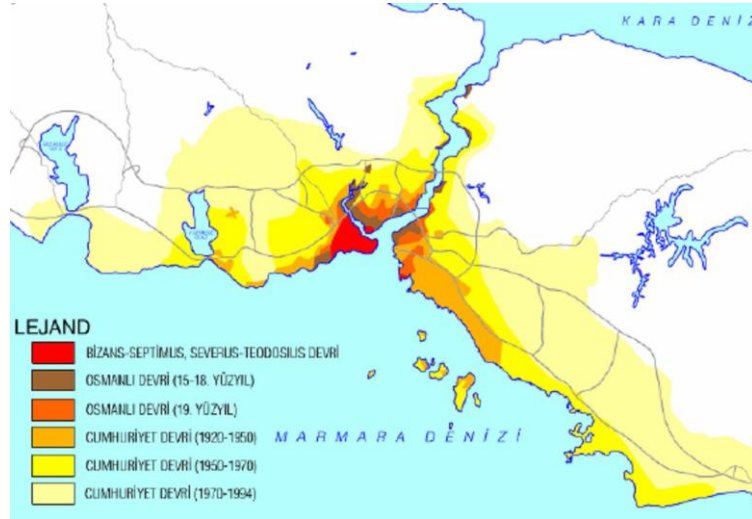 KARA DENİZ
LEJAND
BİZANS-SEPTİMUS, SEVERUS-TEODOSIUS DEVRİ
OSMANLI DEVRİ (15-18. YÜZYIL)
OSMANLI DEVRİ (19. YÜZYIL)
CUMHURİYET DEVRİ (1920-1950)
MARMARA DENİZİ
CUMHURİYET DEVRİ (1950-1970)
CUMHURİYET DEVRİ (1970-1994)